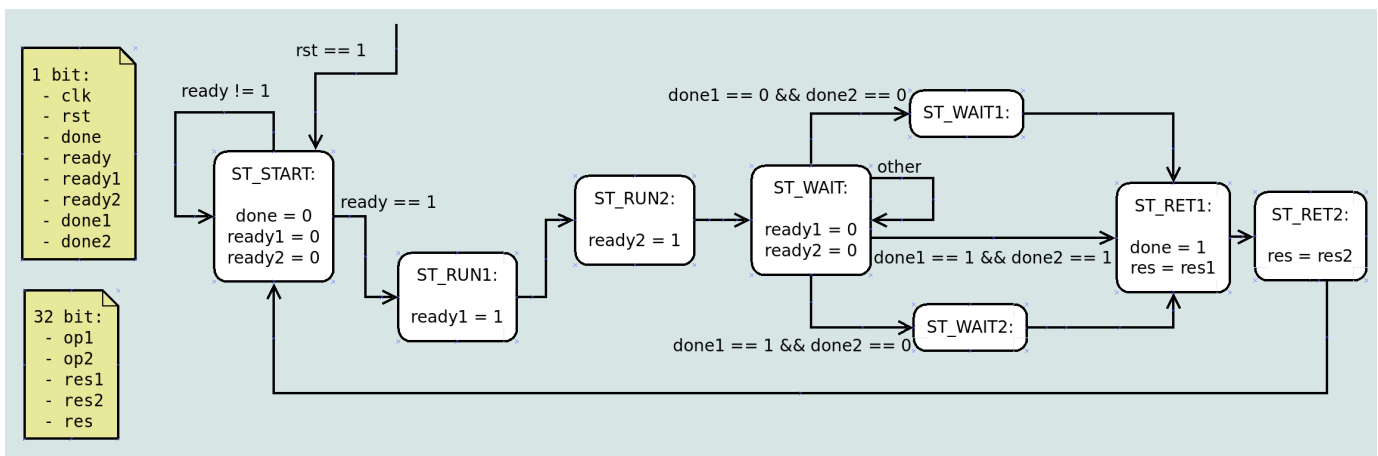 1 bit:
- clk
- rst
- done
- ready
- ready1
- ready2
- done1
- done2
32 bit:
- op1
- op2
- res1
- res2
- res
rst == 1
ready != 1
ST_START:
done = 0
ready1 = 0
ready2 = 0
ready == 1
ST_RUN1:
ready1 = 1
ST_RUN2:
ready2 = 1
ST_WAIT:
ready1 = 0
ready2 = 0
other
done1 == 0 && done2 == 0
ST_WAIT1:
done1 == 1 && done2 == 1
done1 == 1 && done2 == 0
ST_WAIT2:
ST_RET1:
done = 1
res = res1
ST_RET2:
res = res2